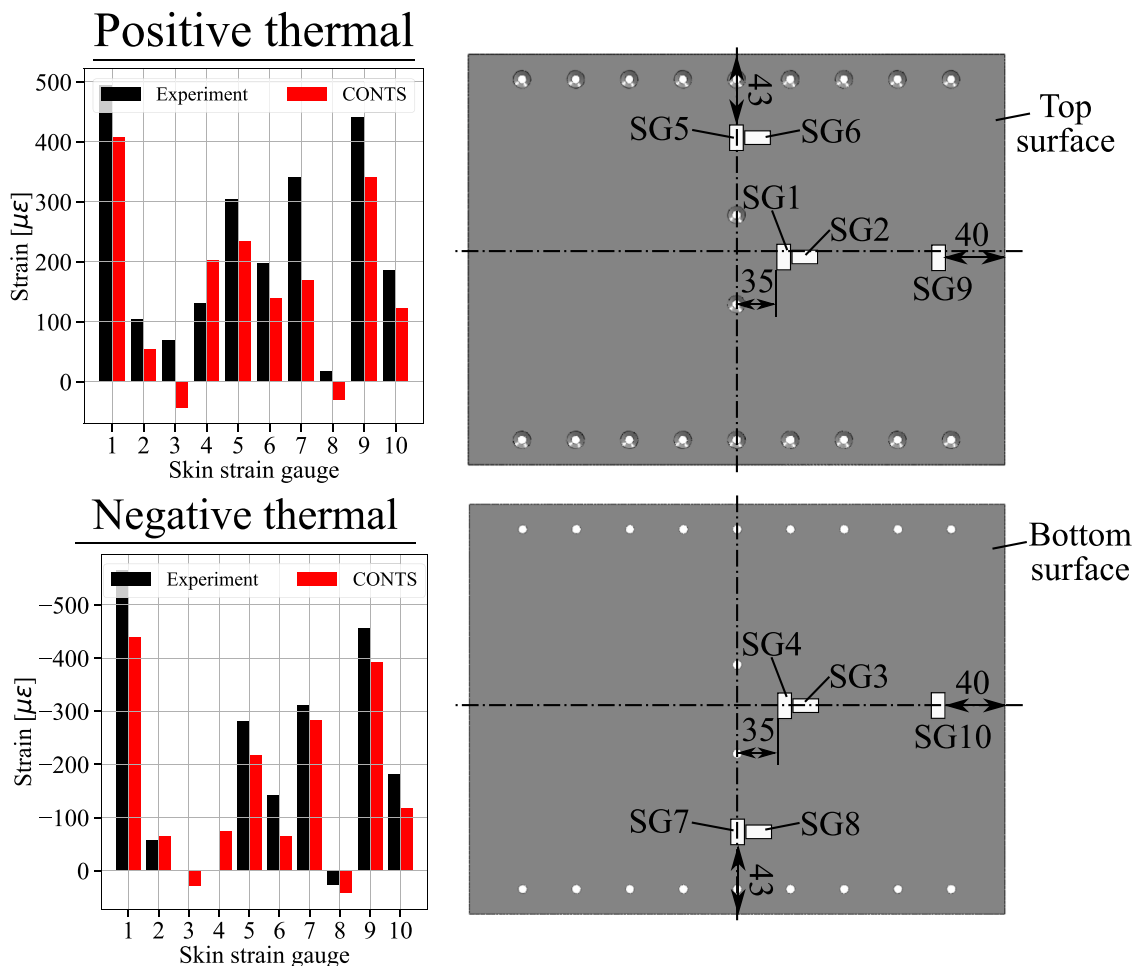 Positive thermal
500
400
300
200
100
0
Strain [με]
Experiment
CONTS
1 2 3 4 5 6 7 8 9 10
Skin strain gauge
43
SG5
SG6
SG1
SG2
35
40
SG9
Top
surface
Negative thermal
−500
−400
−300
−200
−100
0
Strain [με]
Experiment
CONTS
1 2 3 4 5 6 7 8 9 10
Skin strain gauge
Bottom
surface
SG4
SG3
35
40
SG10
SG7
SG8
43